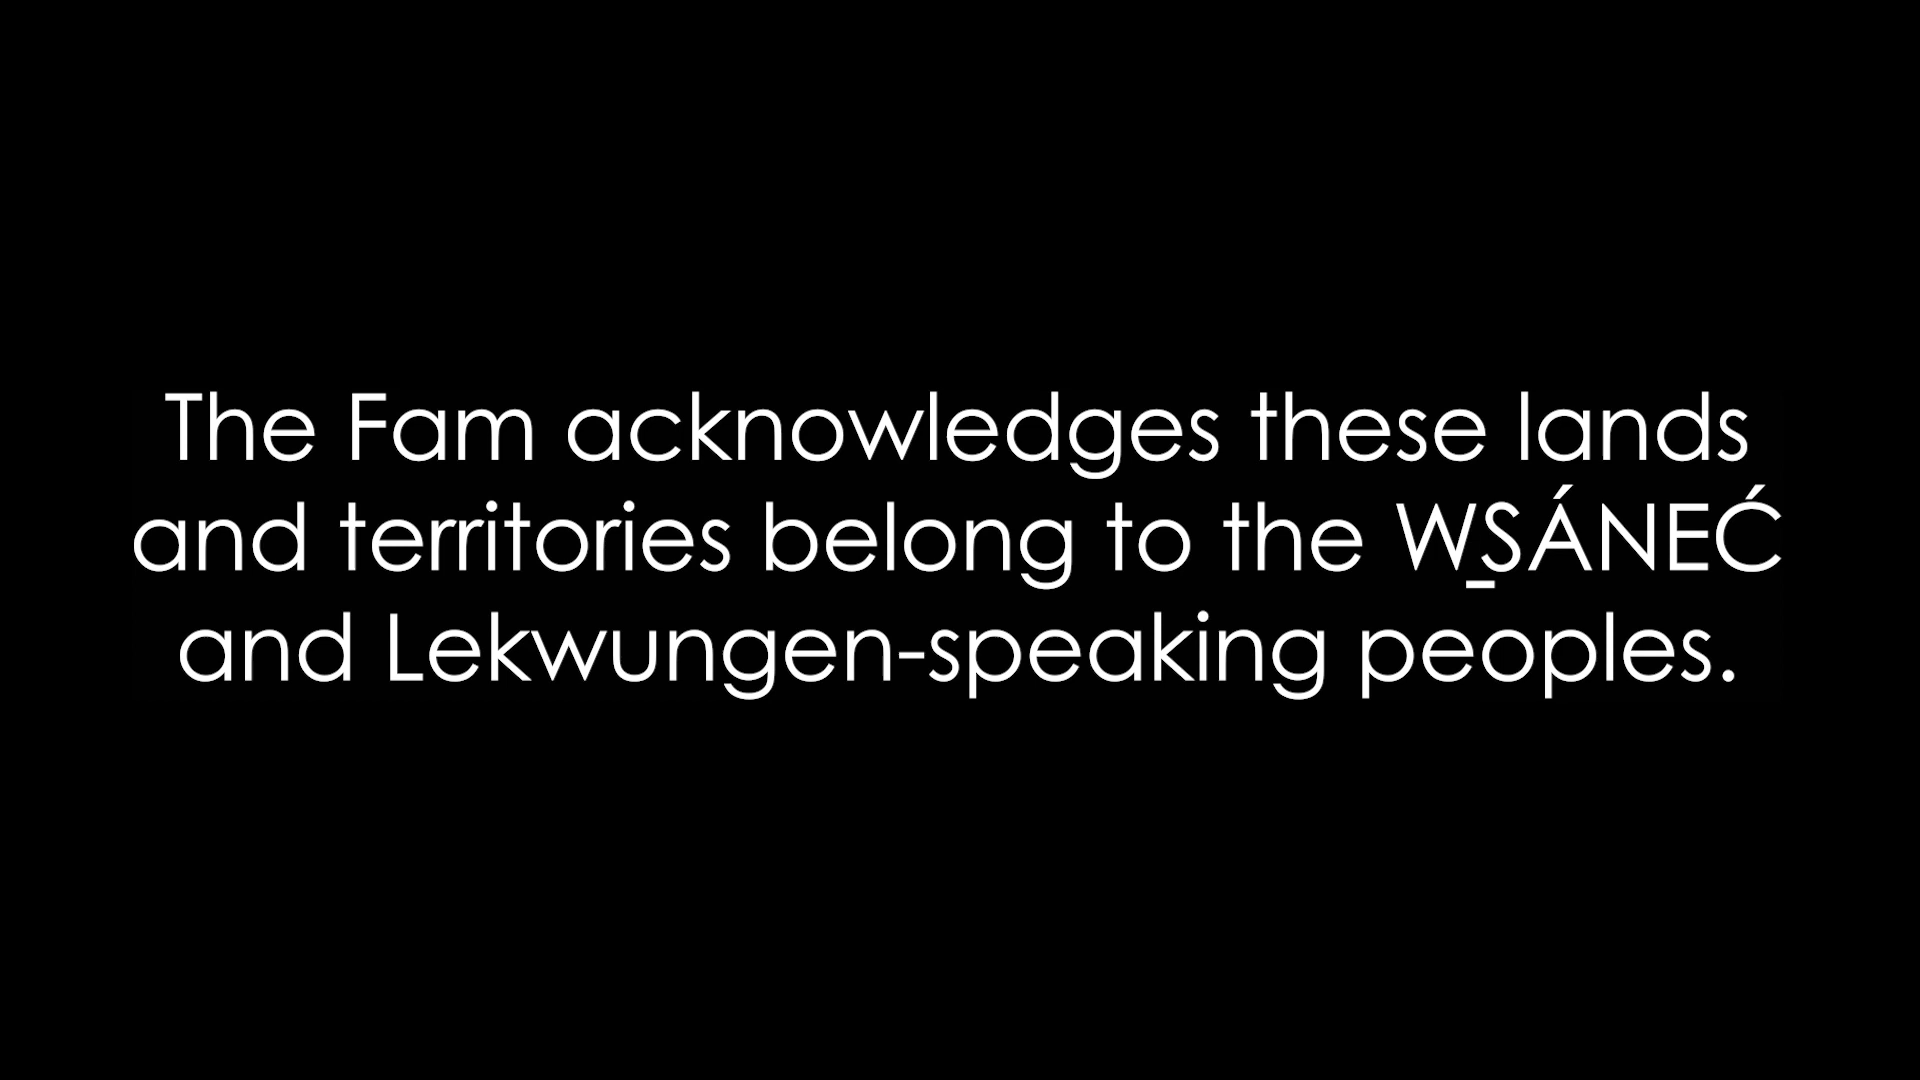 The Fam acknowledges these lands
and territories belong to the W̱SÁNEĆ
and Lekwungen-speaking peoples.